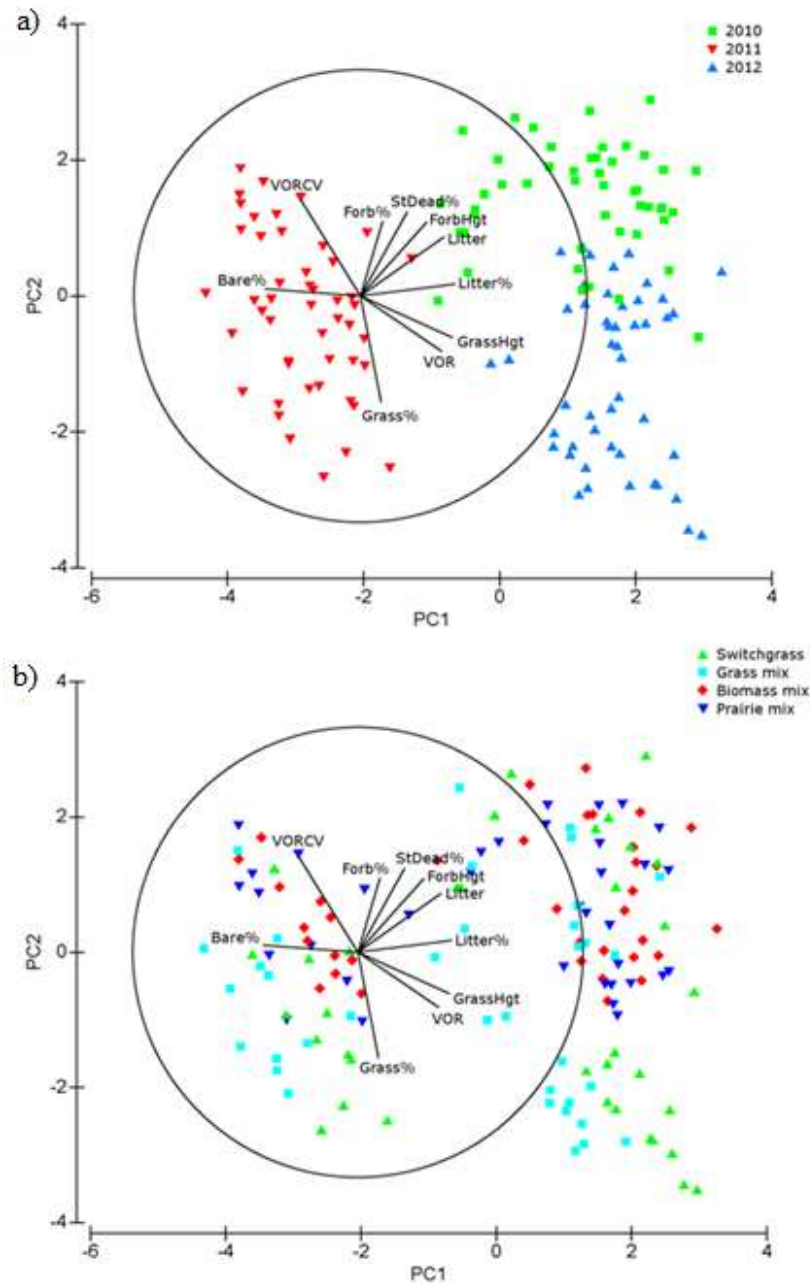 a)
2010
2011
2012
4
2
0
-2
-4
PC2
VORCV
Forb%
StDead%
ForbHgt
Litter
Bare%
Litter%
GrassHgt
VOR
Grass%
-6
-4
-2
0
2
4
PC1
b)
Switchgrass
Grass mix
Biomass mix
Prairie mix
4
2
0
-2
-4
PC2
VORCV
Forb%
StDead%
ForbHgt
Litter
Bare%
Litter%
GrassHgt
VOR
Grass%
-6
-4
-2
0
2
4
PC1